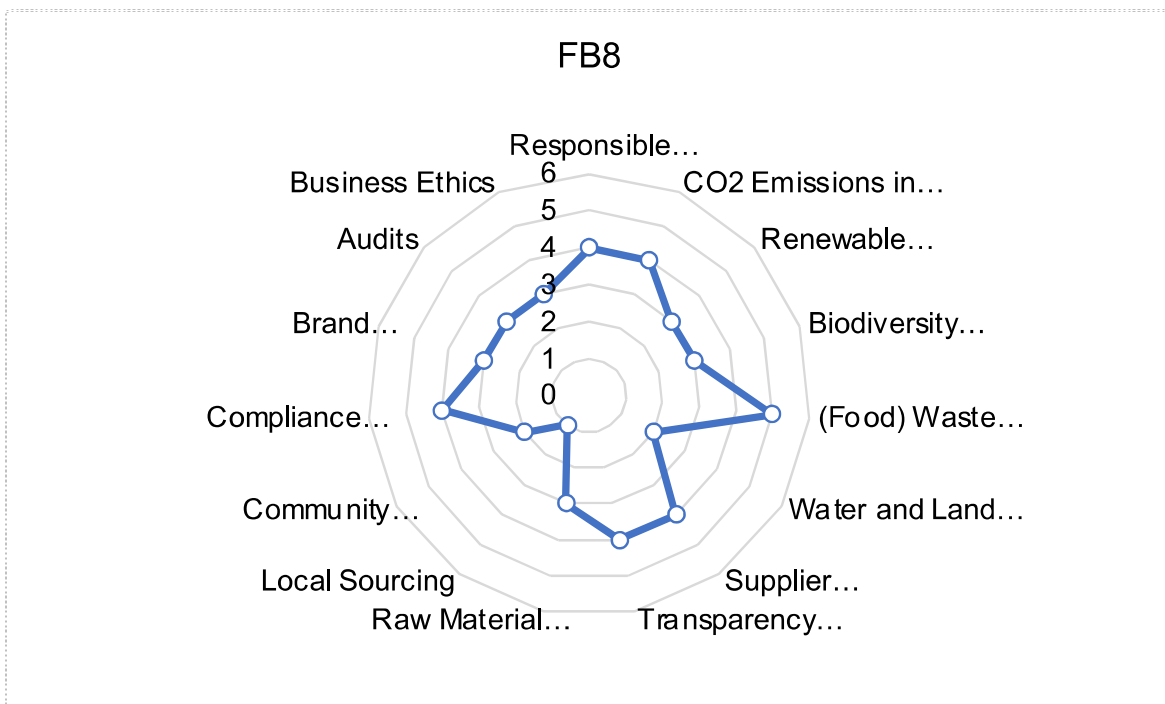 FB8
Responsible…
CO2 Emissions in…
Renewable…
Biodiversity…
(Food) Waste…
Water and Land…
Supplier…
Transparency…
Raw Material…
Local Sourcing
Community…
Compliance…
Brand…
Audits
Business Ethics
6
5
4
3
2
1
0